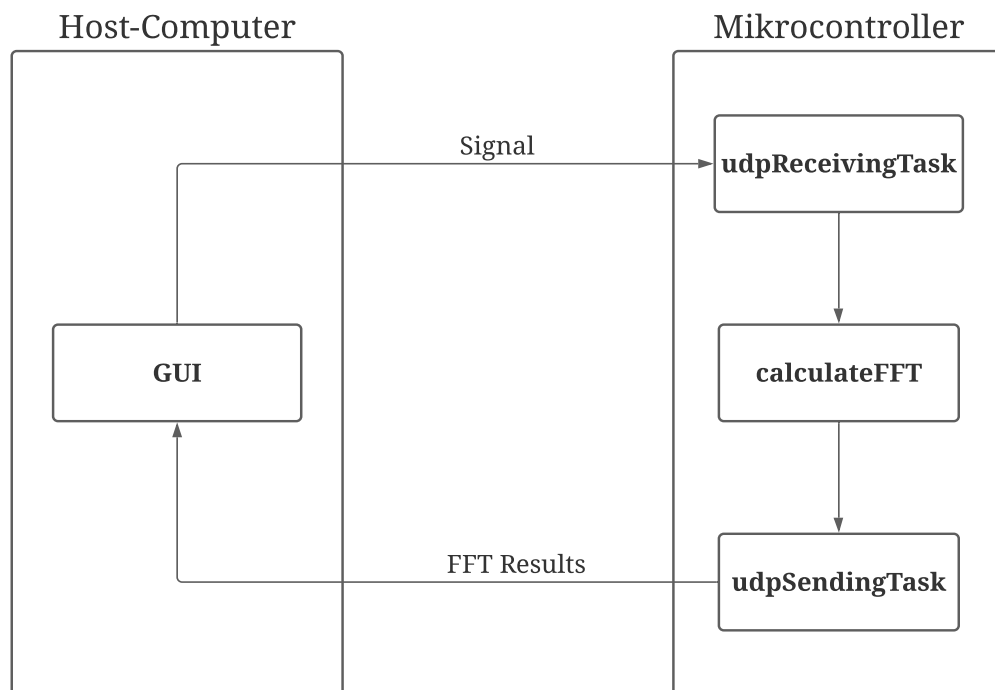 Host-Computer
Mikrocontroller
Signal
udpReceivingTask
GUI
calculateFFT
FFT Results
udpSendingTask